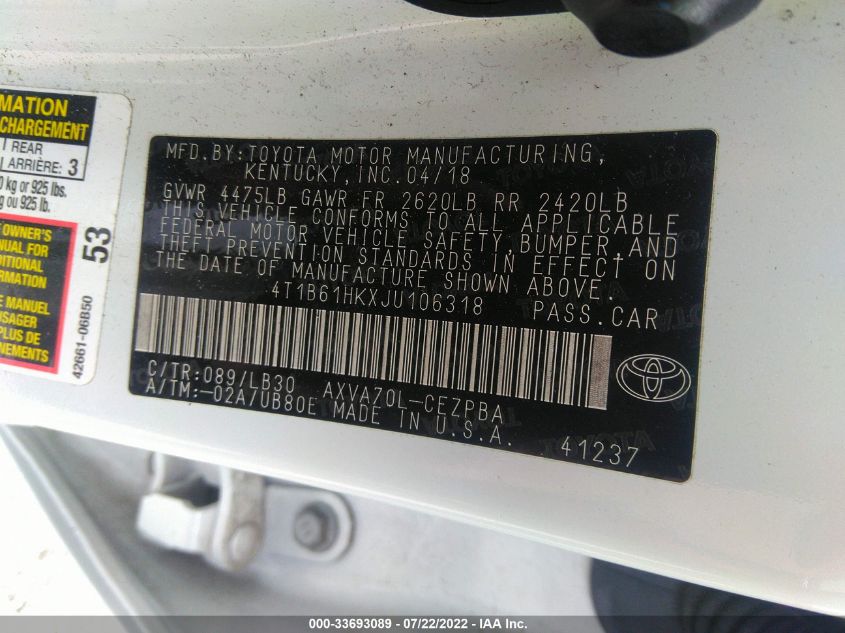 MATION
CHARGEMENT
REAR
ARRIÈRE: 3
kg or 925 lbs.
ou 925 lb.
OWNER'S
MANUAL FOR
DITIONAL
ORMATION
MANUEL
USAGER
PLUS DE
NEMENTS
53
42661-06B50
MFD.BY:TOYOTA MOTOR MANUFACTURING,
KENTUCKY,INC.04/18
GVWR 4475LB GAWR FR 2620LB RR 2420LB
THIS VEHICLE CONFORMS TO ALL APPLICABLE
FEDERAL MOTOR VEHICLE SAFETY,BUMPER,AND
THEFT PREVENTION STANDARDS IN EFFECT ON
THE DATE OF MANUFACTURE SHOWN ABOVE.
4T1B61HKXJU106318 PASS.CAR
C/TR:089/LB30 AXVA70L-CEZPBA
A/TM:-02A/UB80E MADE IN U.S.A.
41237
000-33693089 - 07/22/2022 - IAA Inc.